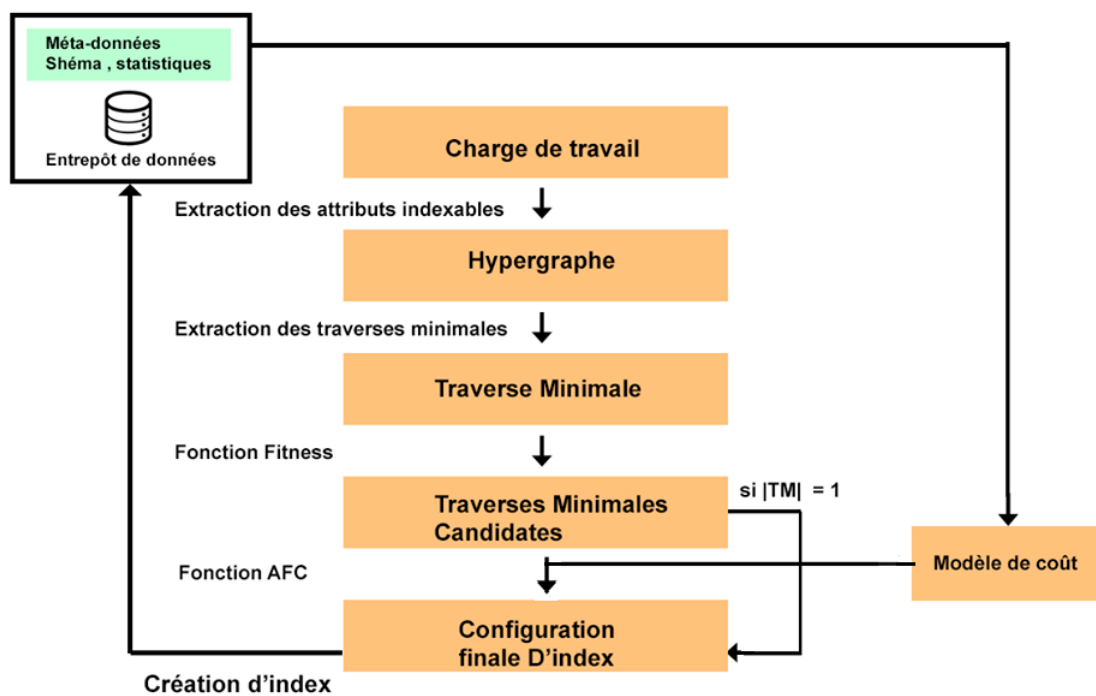 Méta-données
Shéma , statistiques
Entrepôt de données
Charge de travail
Extraction des attributs indexables
Hypergraphe
Extraction des traverses minimales
Traverse Minimale
Fonction Fitness
si |TM| = 1
Traverses Minimales
Candidates
Modèle de coût
Fonction AFC
Configuration
finale D’index
Création d’index